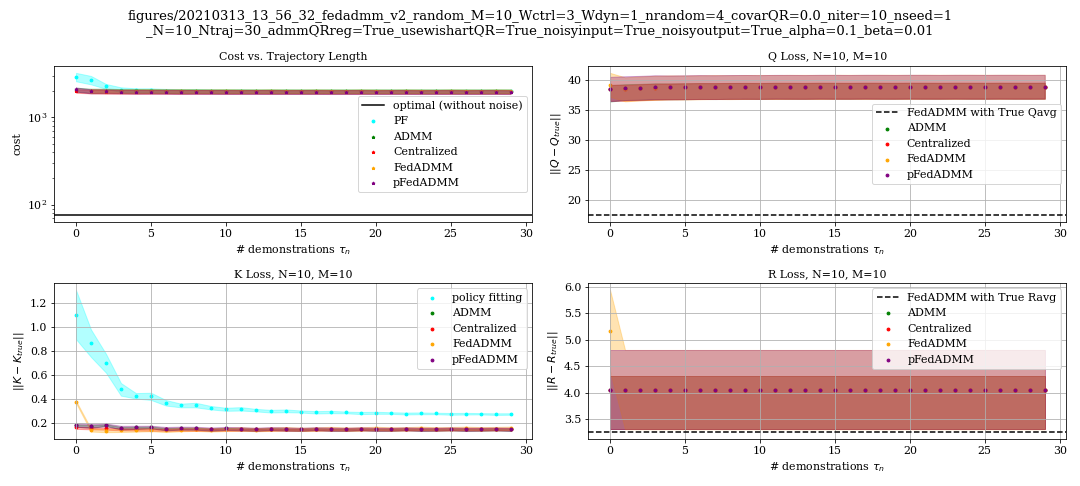 figures/20210313_13_56_32_fedadmm_v2_random_M=10_Wctrl=3_Wdyn=1_nrandom=4_covarQR=0.0_niter=10_nseed=1
_N=10_Ntraj=30_admmQRreg=True_usewishartQR=True_noisyinput=True_noisyoutput=True_alpha=0.1_beta=0.01
Cost vs. Trajectory Length
cost
10³
10²
optimal (without noise)
PF
ADMM
Centralized
FedADMM
pFedADMM
0 5 10 15 20 25 30
# demonstrations τₙ
Q Loss, N=10, M=10
||Q − Q_true||
40
35
30
25
20
FedADMM with True Qavg
ADMM
Centralized
FedADMM
pFedADMM
0 5 10 15 20 25 30
# demonstrations τₙ
K Loss, N=10, M=10
||K − K_true||
1.2
1.0
0.8
0.6
0.4
0.2
policy fitting
ADMM
Centralized
FedADMM
pFedADMM
0 5 10 15 20 25 30
# demonstrations τₙ
R Loss, N=10, M=10
||R − R_true||
6.0
5.5
5.0
4.5
4.0
3.5
FedADMM with True Ravg
ADMM
Centralized
FedADMM
pFedADMM
0 5 10 15 20 25 30
# demonstrations τₙ